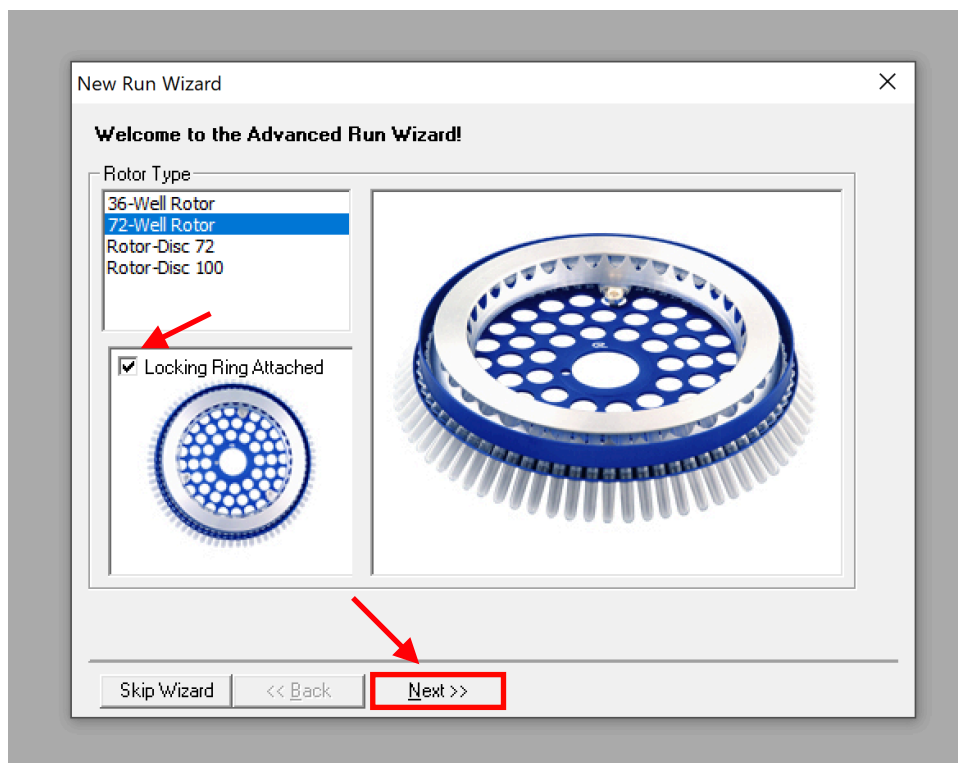 New Run Wizard
Welcome to the Advanced Run Wizard!
Rotor Type
36-Well Rotor
72-Well Rotor
Rotor-Disc 72
Rotor-Disc 100
Locking Ring Attached
Skip Wizard
<< Back
Next >>